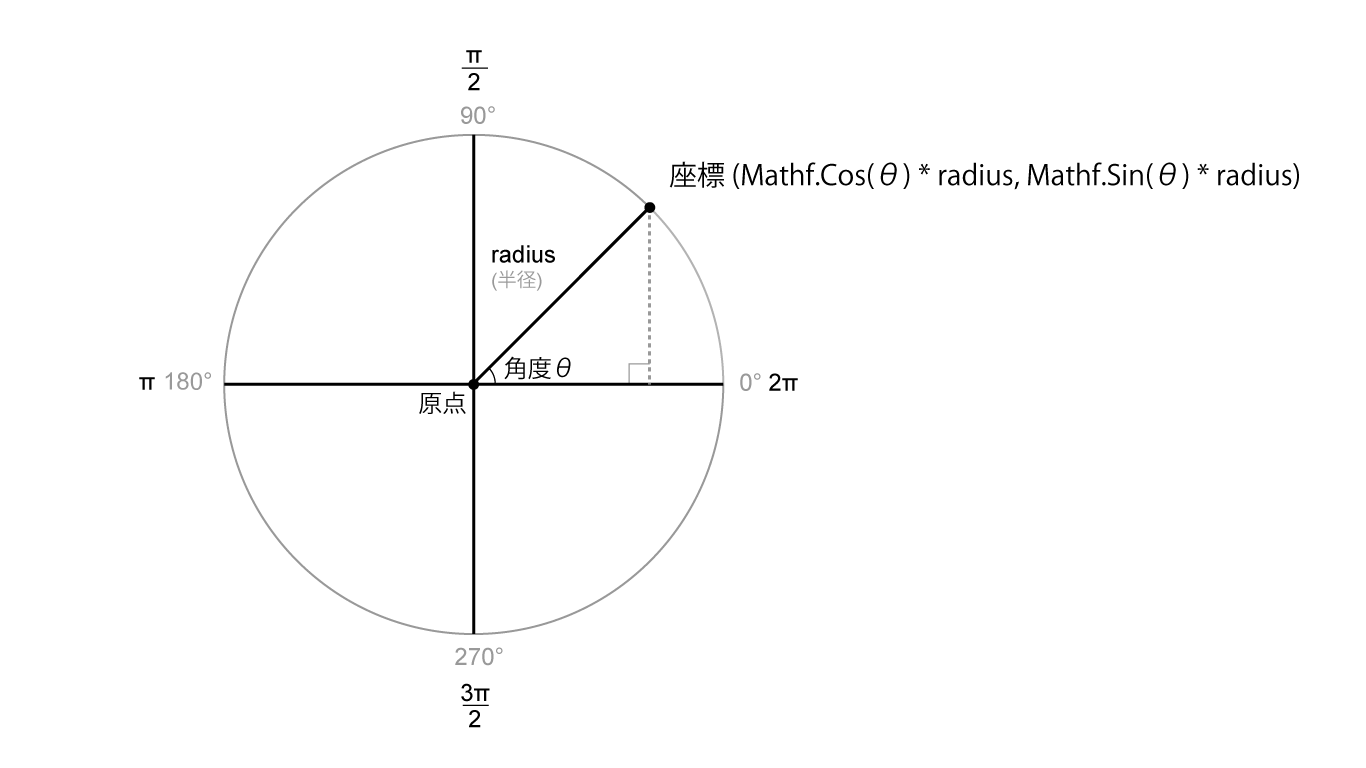 π
2
90°
座標 (Mathf.Cos(θ) * radius, Mathf.Sin(θ) * radius)
radius
(半径)
角度θ
π 180°
0° 2π
原点
270°
3π
2